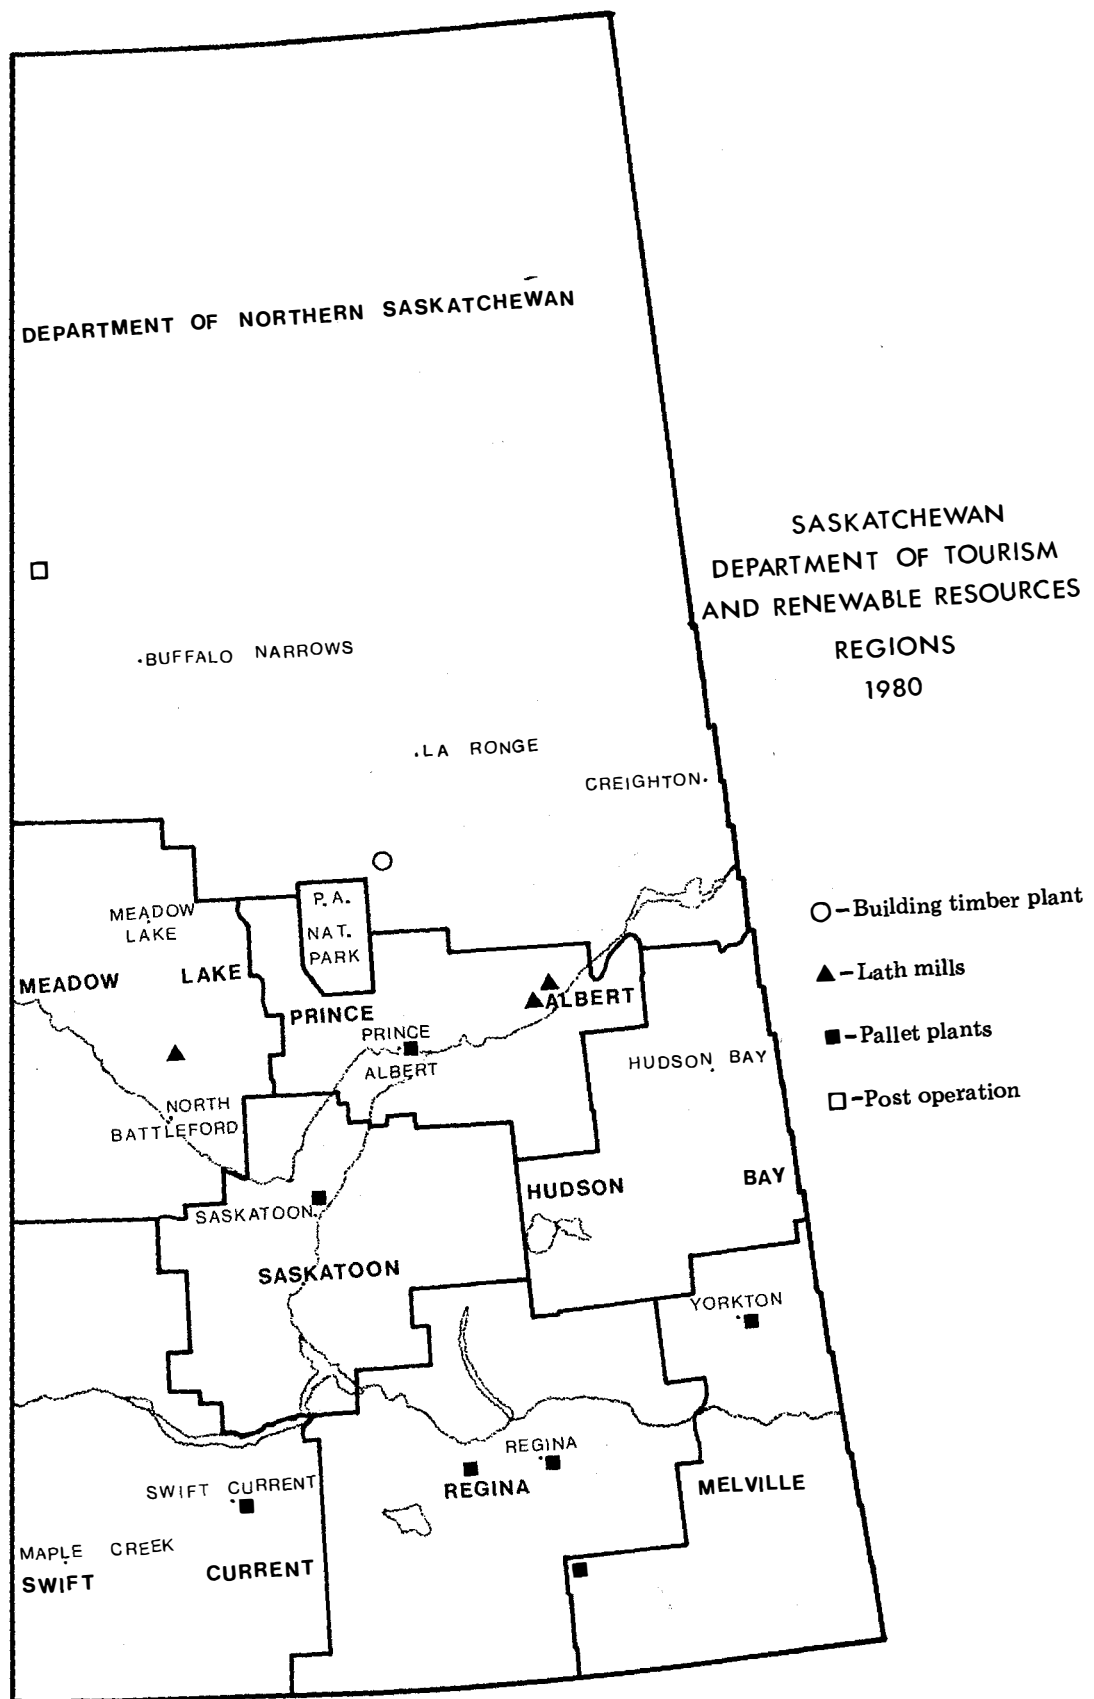 DEPARTMENT OF NORTHERN SASKATCHEWAN
SASKATCHEWAN
DEPARTMENT OF TOURISM
AND RENEWABLE RESOURCES
REGIONS
1980
BUFFALO NARROWS
LA RONGE
CREIGHTON
P.A.
NAT.
PARK
MEADOW
LAKE
MEADOW LAKE
PRINCE
ALBERT
PRINCE
ALBERT
HUDSON BAY
NORTH
BATTLEFORD
HUDSON BAY
SASKATOON
SASKATOON
YORKTON
REGINA
REGINA
MELVILLE
SWIFT CURRENT
MAPLE CREEK
SWIFT CURRENT
–Building timber plant
–Lath mills
–Pallet plants
–Post operation